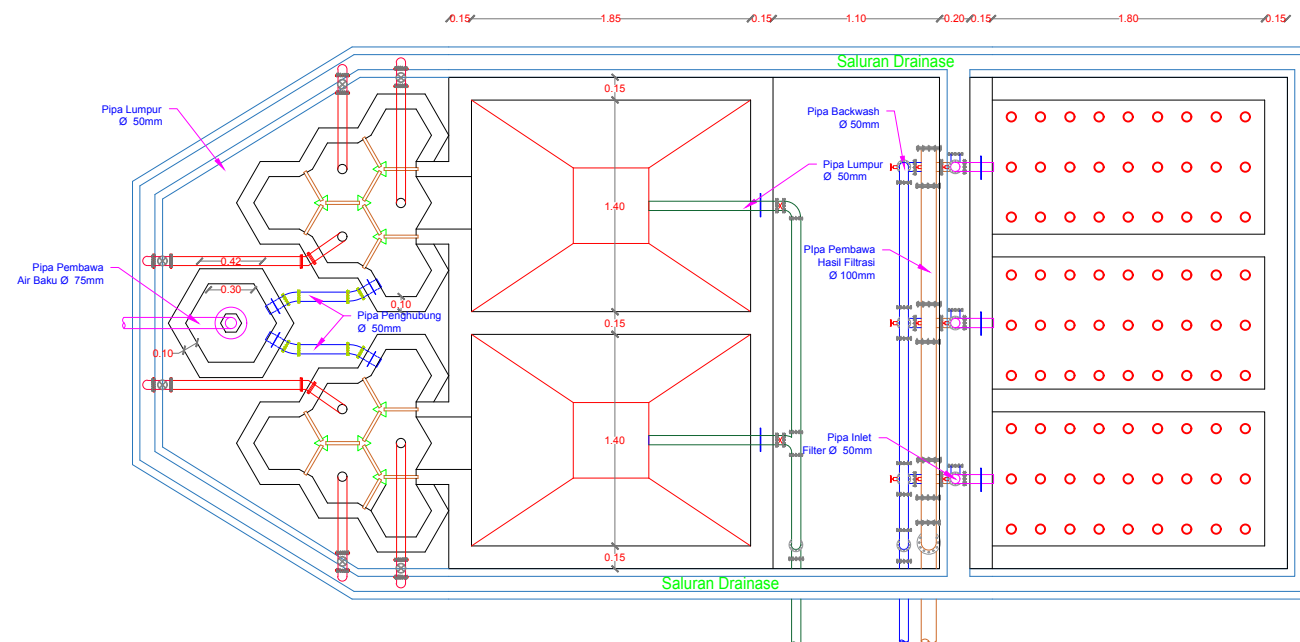 0.15
1.85
0.15
1.10
0.20
0.15
1.80
0.15
Saluran Drainase
0.15
Pipa Lumpur
Ø 50mm
Pipa Backwash
Ø 50mm
Pipa Lumpur
Ø 50mm
1.40
PIpa Pembawa
Hasil Filtrasi
Ø 100mm
Pipa Pembawa
Air Baku Ø 75mm
0.42
0.30
0.10
0.10
Pipa Penghubung
Ø 50mm
0.15
1.40
Pipa Inlet
Filter Ø 50mm
0.15
Saluran Drainase